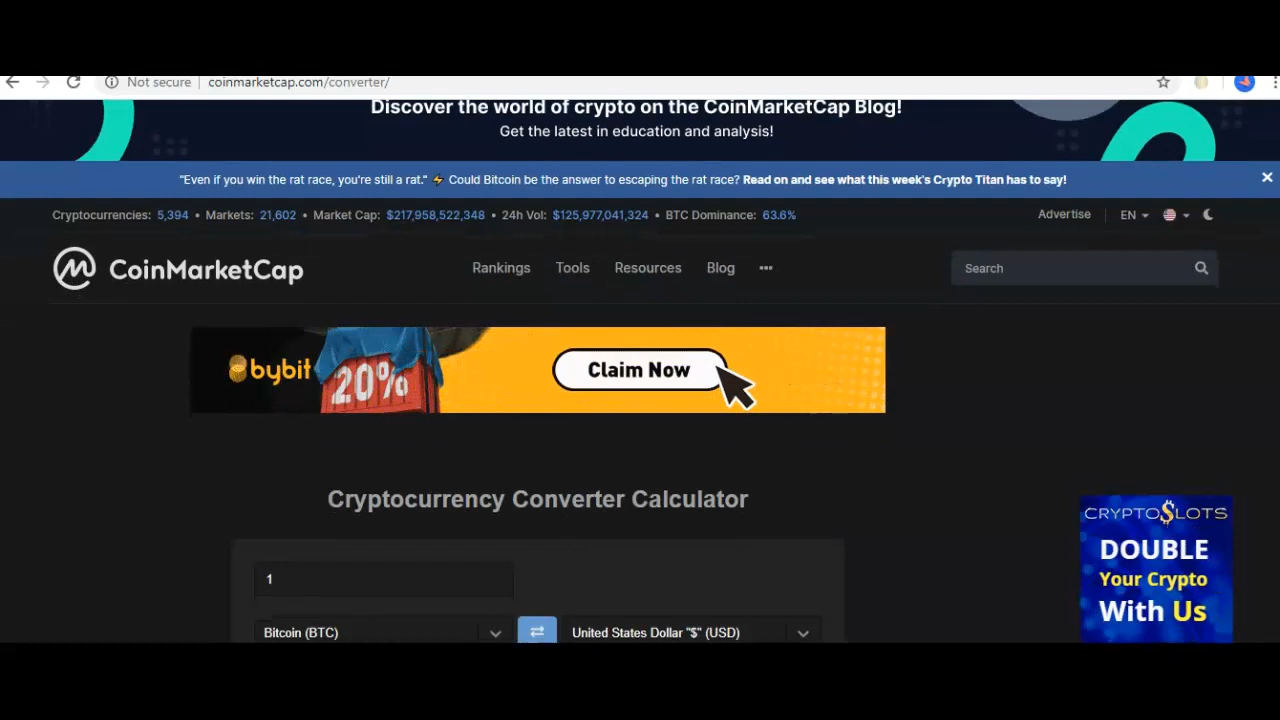 Not secure | coinmarketcap.com/converter/
Discover the world of crypto on the CoinMarketCap Blog!
Get the latest in education and analysis!
"Even if you win the rat race, you're still a rat." ⚡ Could Bitcoin be the answer to escaping the rat race? Read on and see what this week's Crypto Titan has to say!
Cryptocurrencies: 5,394 • Markets: 21,602 • Market Cap: $217,958,522,348 • 24h Vol: $125,977,041,324 • BTC Dominance: 63.6%
Advertise EN
CoinMarketCap
Rankings Tools Resources Blog ...
Search
bybit
20%
Claim Now
Cryptocurrency Converter Calculator
CRYPTO$LOTS
DOUBLE
Your Crypto
With Us
1
Bitcoin (BTC)
United States Dollar "$" (USD)